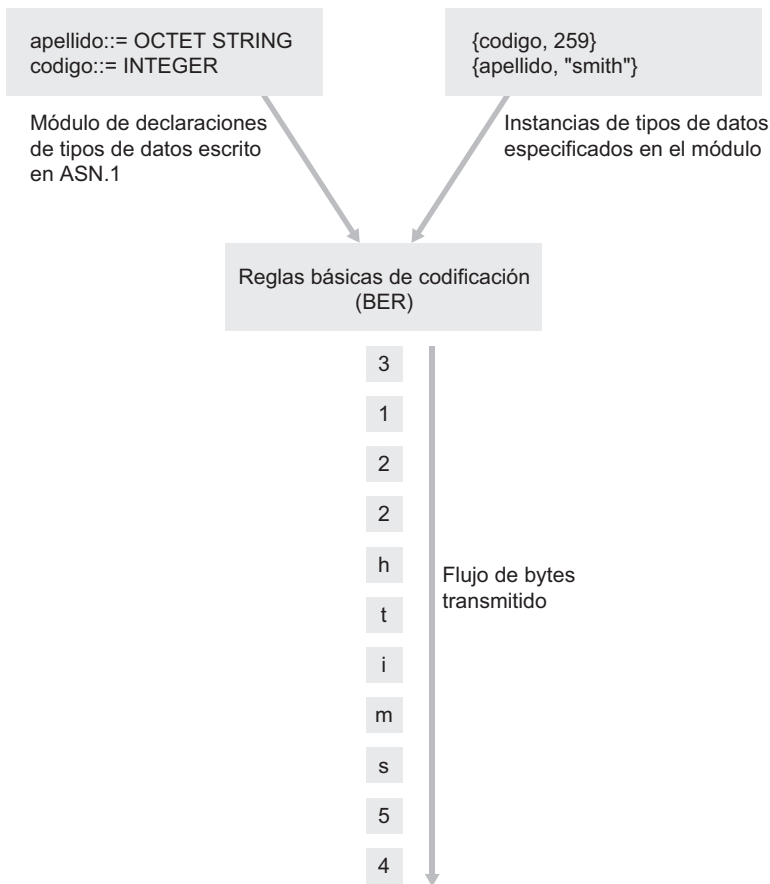 apellido::= OCTET STRING
codigo::= INTEGER
{codigo, 259}
{apellido, "smith"}
Módulo de declaraciones
de tipos de datos escrito
en ASN.1
Instancias de tipos de datos
especificados en el módulo
Reglas básicas de codificación
(BER)
3
1
2
2
h
t
i
m
s
5
4
Flujo de bytes
transmitido